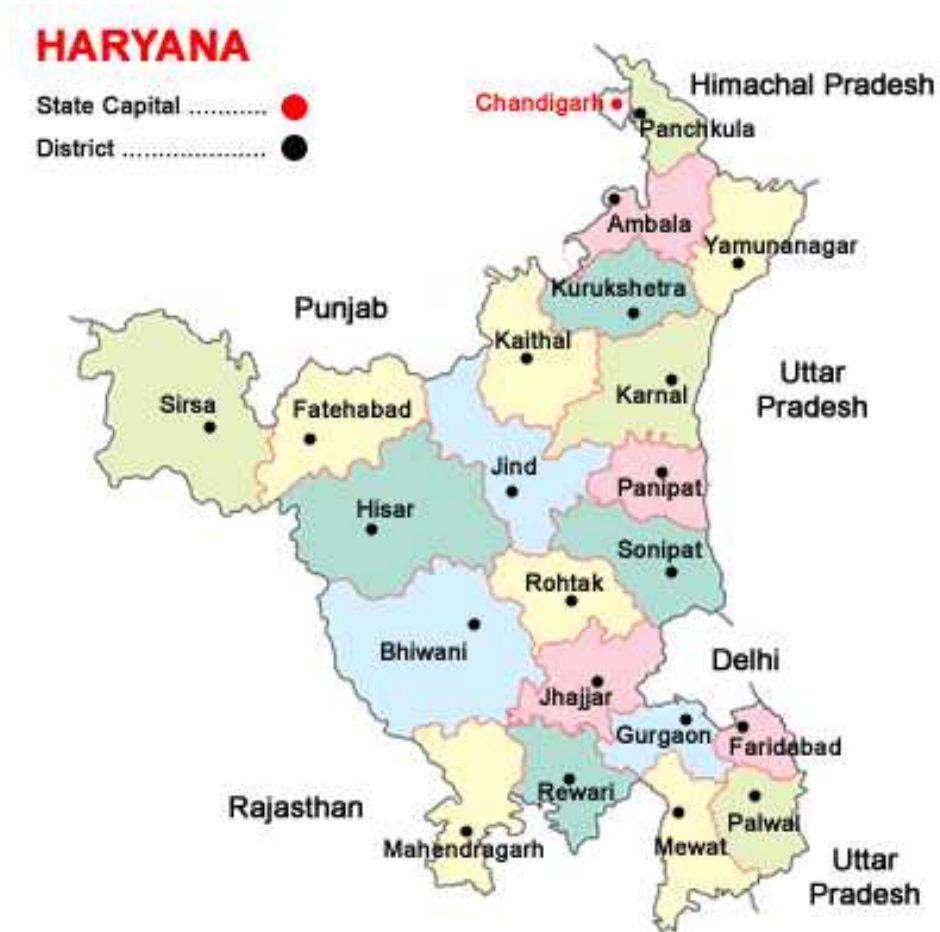 HARYANA
State Capital ...........
District ....................
Chandigarh
Himachal Pradesh
Panchkula
Ambala
Yamunanagar
Kurukshetra
Punjab
Kaithal
Uttar
Pradesh
Karnal
Sirsa
Fatehabad
Jind
Panipat
Hisar
Sonipat
Rohtak
Bhiwani
Delhi
Jhajjar
Gurgaon
Faridabad
Rajasthan
Rewari
Mahendragarh
Mewat
Palwal
Uttar
Pradesh